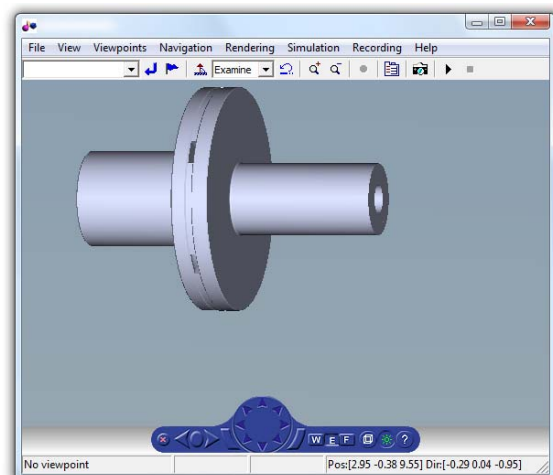 File View Viewpoints Navigation Rendering Simulation Recording Help
Examine
W E F ?
No viewpoint Pos:[2.95 -0.38 9.55] Dir:[-0.29 0.04 -0.95]